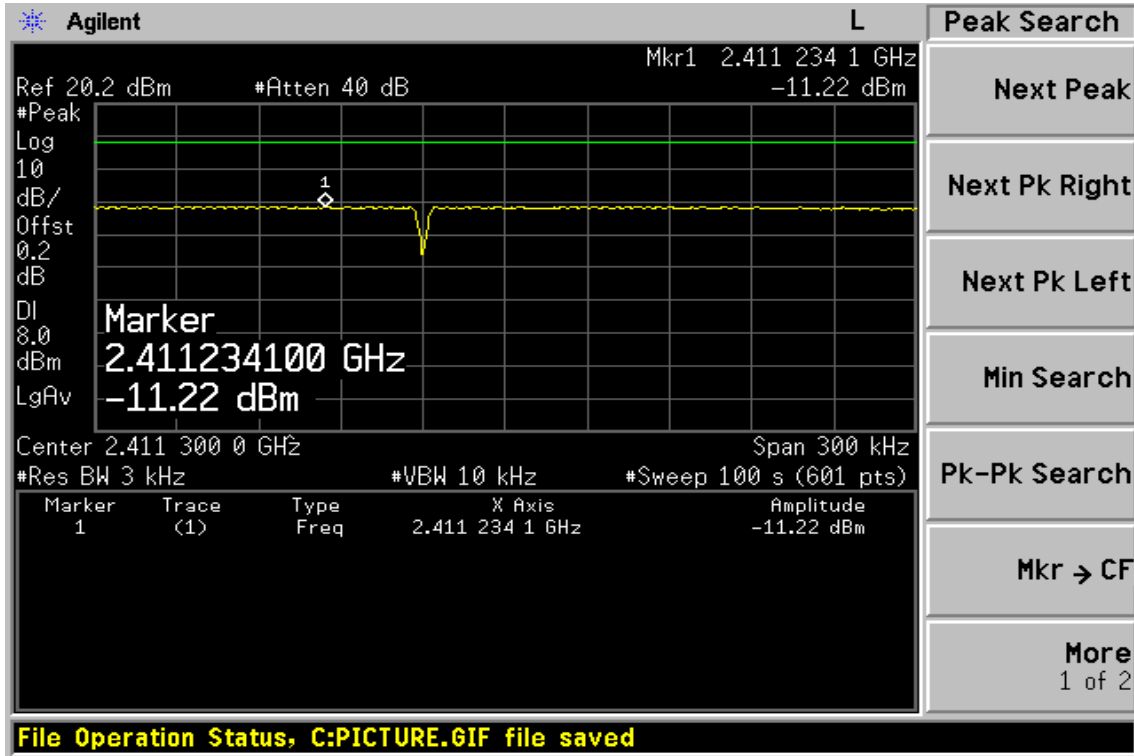 Agilent L Peak Search
Mkr1 2.411 234 1 GHz
Ref 20.2 dBm #Atten 40 dB -11.22 dBm
#Peak
Log
10
dB/
Offst
0.2
dB
DI
8.0
dBm
LgAv
1
Marker
2.411234100 GHz
-11.22 dBm
Center 2.411 300 0 GHz Span 300 kHz
#Res BW 3 kHz #VBW 10 kHz #Sweep 100 s (601 pts)
Marker Trace Type X Axis Amplitude
1 (1) Freq 2.411 234 1 GHz -11.22 dBm
Next Peak
Next Pk Right
Next Pk Left
Min Search
Pk-Pk Search
Mkr → CF
More
1 of 2
File Operation Status, C:PICTURE.GIF file saved